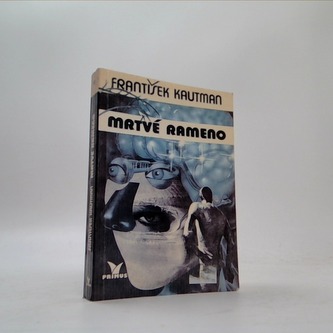 FRANTIŠEK KAUTMAN
MRTVÉ RAMENO
PRIMUS